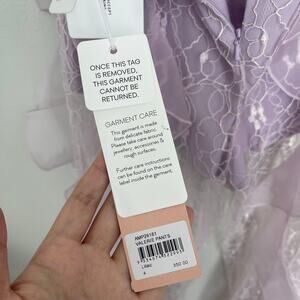 ONCE THIS TAG
IS REMOVED,
THIS GARMENT
CANNOT BE
RETURNED.
GARMENT CARE
This garment is made
from delicate fabric.
Please take care around
jewellery, accessories &
rough surfaces.
Further care instructions
can be found on the care
label inside the garment.
VALERIE PANTS
Lilac
4